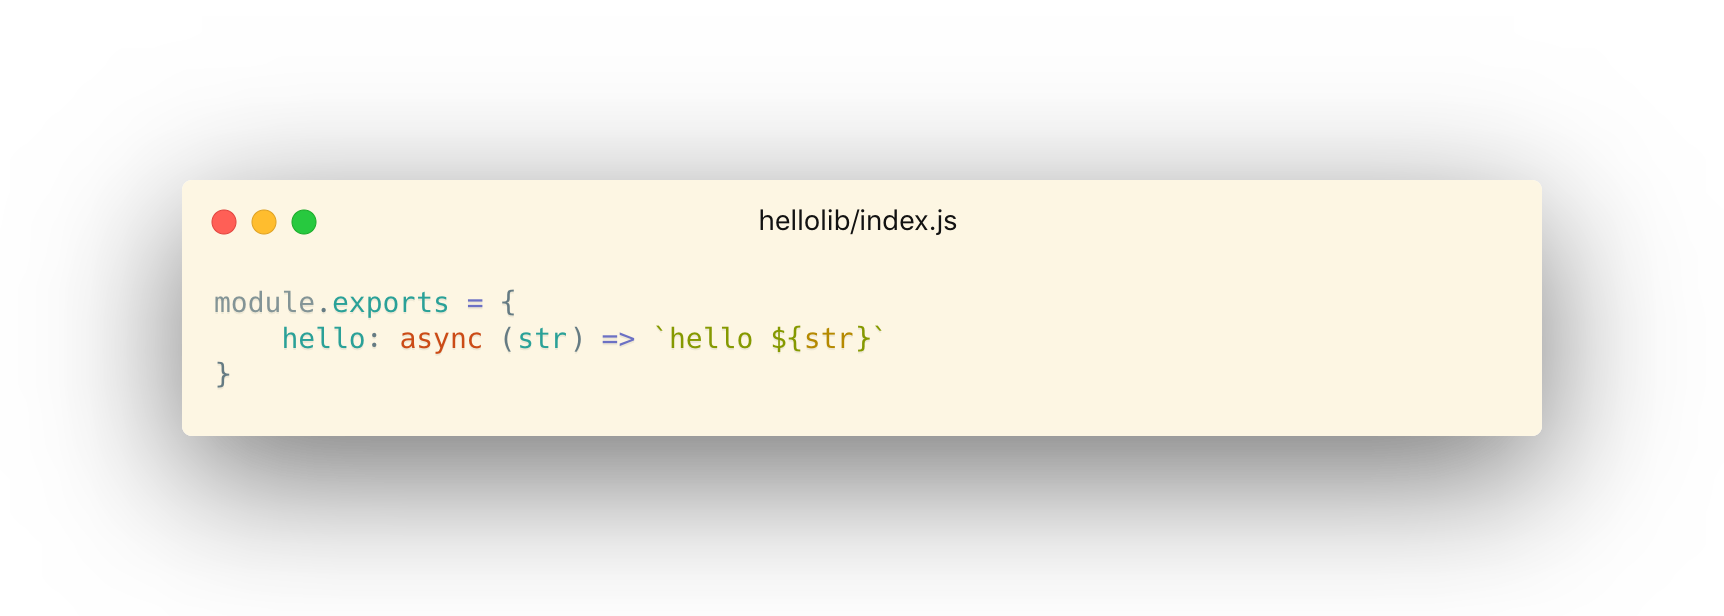 hellolib/index.js
module.exports = {
    hello: async (str) => `hello ${str}`
}